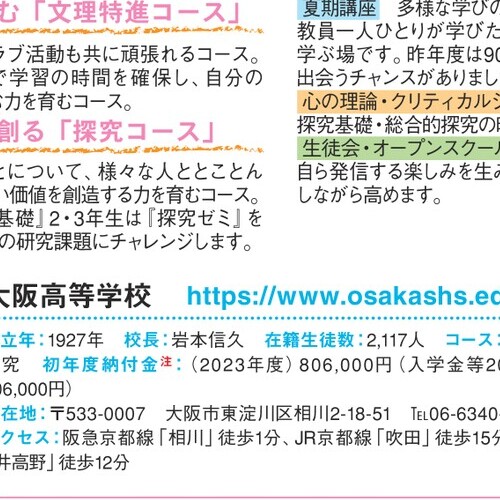 む「文理特進コース」
ラブ活動も共に頑張れるコース。
で学習の時間を確保し、自分の
む力を育むコース。
創る「探究コース」
とについて、様々な人ととことん
い価値を創造する力を育むコース。
基礎』2・3年生は『探究ゼミ』を
の研究課題にチャレンジします。
夏期講座 多様な学びの
教員一人ひとりが学びた
学ぶ場です。昨年度は90
出会うチャンスがありまし
心の理論・クリティカルシ
探究基礎・総合的探究の時
生徒会・オープンスクール
自ら発信する楽しみを生み
しながら高めます。
大阪高等学校 https://www.osakashs.ed
立年：1927年 校長：岩本信久 在籍生徒数：2,117人 コース：
究 初年度納付金注：（2023年度）806,000円（入学金等20
06,000円）
在地：〒533-0007 大阪市東淀川区相川2-18-51 TEL06-6340-
クセス：阪急京都線「相川」徒歩1分、JR京都線「吹田」徒歩15分
井高野」徒歩12分